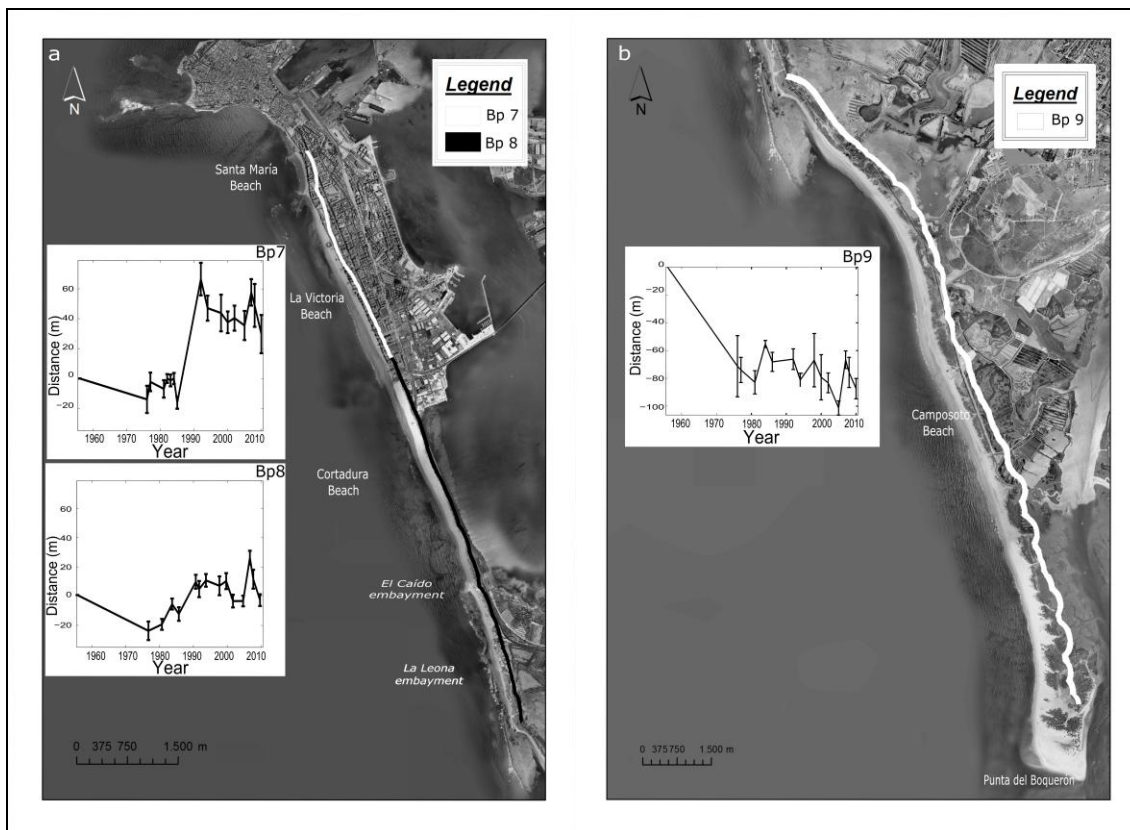 a
N
Legend
Bp 7
Bp 8
Santa María
Beach
La Victoria
Beach
Cortadura
Beach
El Caído
embayment
La Leona
embayment
Bp7
Distance (m)
60
40
20
0
−20
1960 1970 1980 1990 2000 2010
Year
Bp8
Distance (m)
60
40
20
0
−20
1960 1970 1980 1990 2000 2010
Year
0 375 750 1.500 m
b
N
Legend
Bp 9
Bp9
Distance (m)
0
−20
−40
−60
−80
−100
1960 1970 1980 1990 2000 2010
Year
Camposoto
Beach
Punta del Boquerón
0 375750 1.500 m